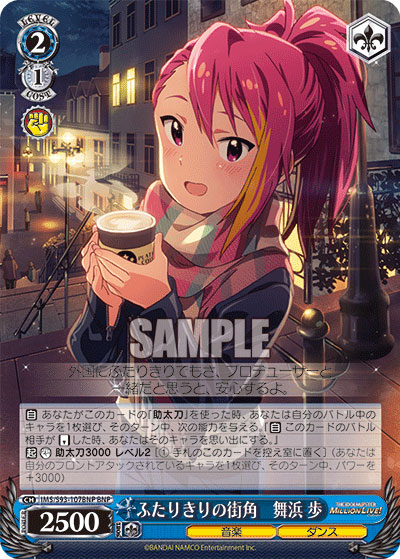 LEVEL
2
1
COST
SAMPLE
外国にふたりきりでもさ、プロデューサーと
一緒だと思うと、安心するよ。
自 あなたがこのカードの『助太刀』を使った時、あなたは自分のバトル中の
キャラを1枚選び、そのターン中、次の能力を与える。『自 このカードのバトル
相手が した時、あなたはそのキャラを思い出にする。』
起 助太刀3000 レベル2 [① 手札のこのカードを控室に置く] (あなたは
自分のフロントアタックされているキャラを1枚選び、そのターン中、パワーを
+3000)
CH IMS/S93-107BNP BNP
ふたりきりの街角 舞浜 歩
THE IDOLM@STER
MILLION LIVE!
POWER
2500
音楽
ダンス
©BANDAI NAMCO Entertainment Inc.